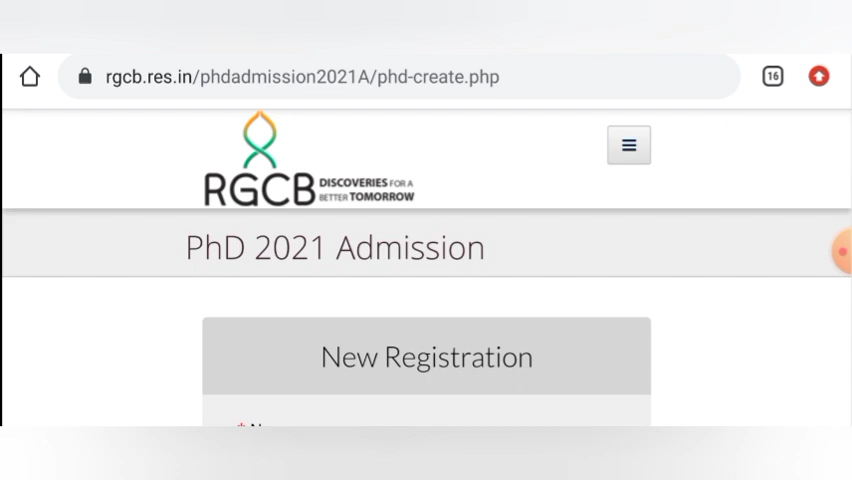 rgcb.res.in/phdadmission2021A/phd-create.php
16
RGCB DISCOVERIES FOR A
BETTER TOMORROW
PhD 2021 Admission
New Registration